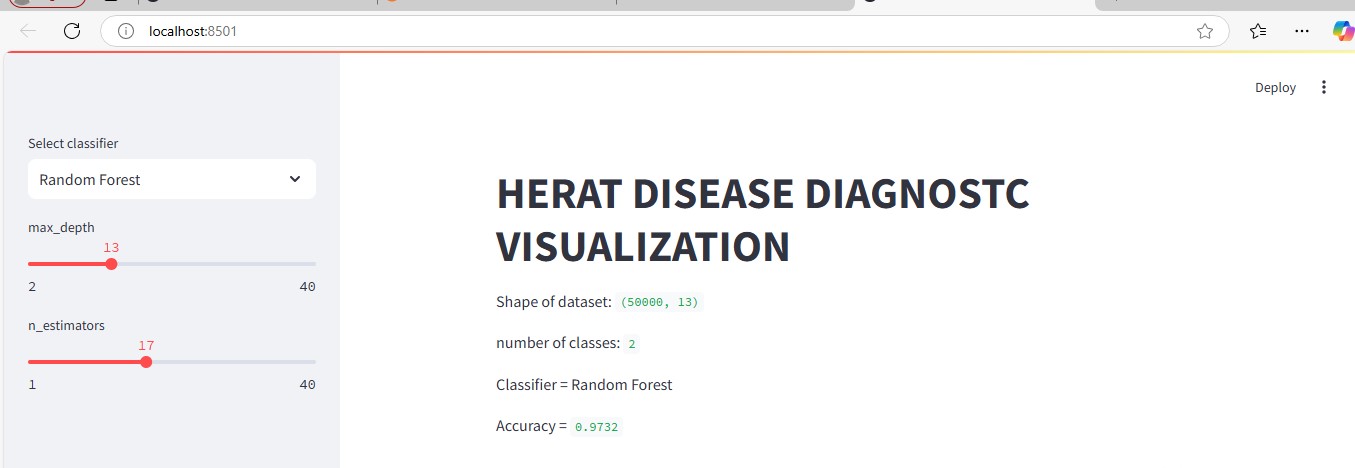 localhost:8501
Deploy
Select classifier
Random Forest
max_depth
13
2 40
n_estimators
17
1 40
HERAT DISEASE DIAGNOSTC
VISUALIZATION
Shape of dataset: (50000, 13)
number of classes: 2
Classifier = Random Forest
Accuracy = 0.9732